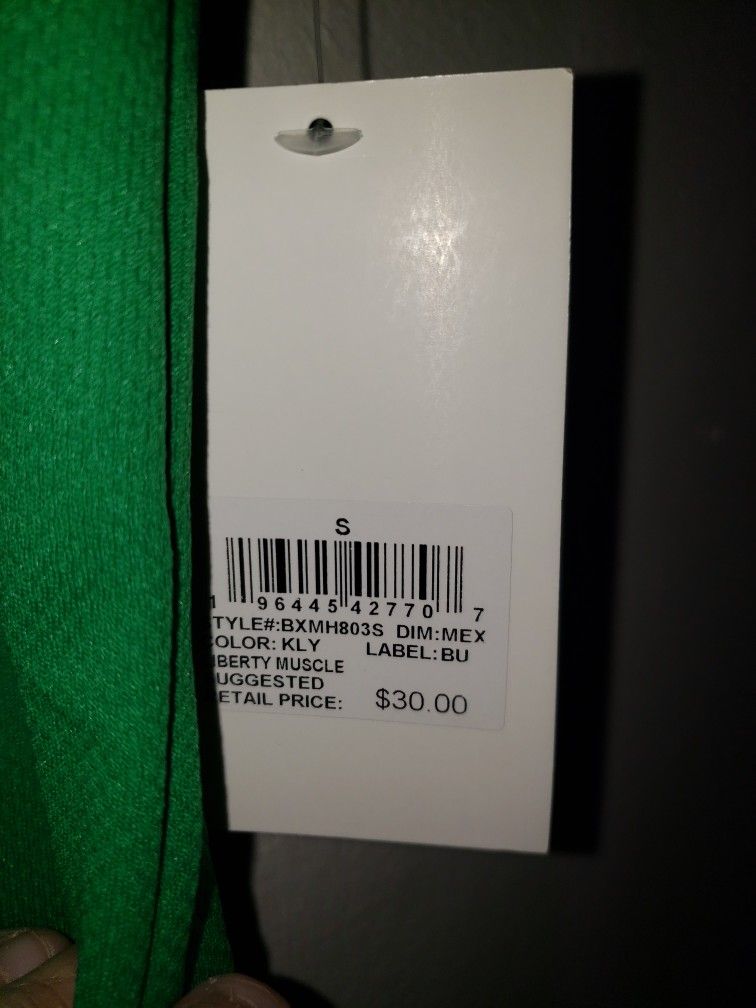 S
1 96445 42770 7
TYLE#:BXMH803S DIM:MEX
OLOR: KLY LABEL:BU
IBERTY MUSCLE
UGGESTED
ETAIL PRICE: $30.00